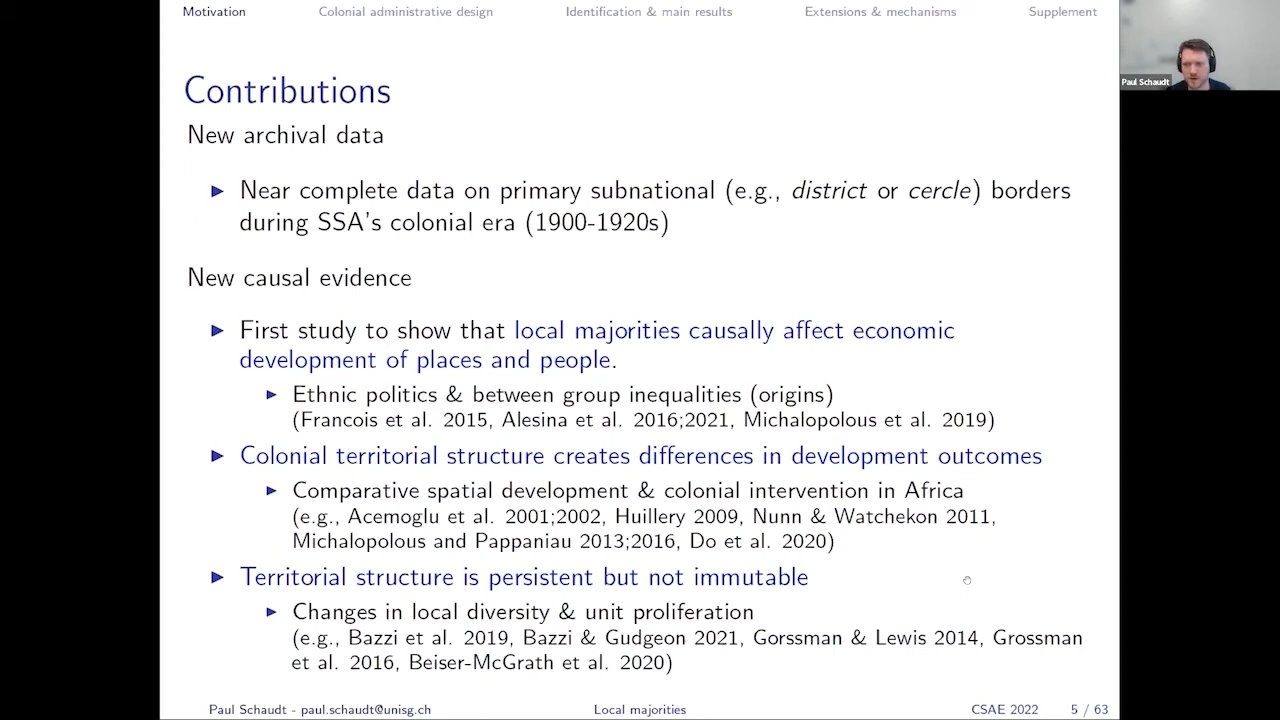 Motivation Colonial administrative design Identification & main results Extensions & mechanisms Supplement
Paul Schaudt
Contributions
New archival data
Near complete data on primary subnational (e.g., district or cercle) borders
during SSA's colonial era (1900-1920s)
New causal evidence
First study to show that local majorities causally affect economic
development of places and people.
Ethnic politics & between group inequalities (origins)
(Francois et al. 2015, Alesina et al. 2016;2021, Michalopolous et al. 2019)
Colonial territorial structure creates differences in development outcomes
Comparative spatial development & colonial intervention in Africa
(e.g., Acemoglu et al. 2001;2002, Huillery 2009, Nunn & Watchekon 2011,
Michalopolous and Pappaniau 2013;2016, Do et al. 2020)
Territorial structure is persistent but not immutable
Changes in local diversity & unit proliferation
(e.g., Bazzi et al. 2019, Bazzi & Gudgeon 2021, Gorssman & Lewis 2014, Grossman
et al. 2016, Beiser-McGrath et al. 2020)
Paul Schaudt - paul.schaudt@unisg.ch Local majorities CSAE 2022 5 / 63